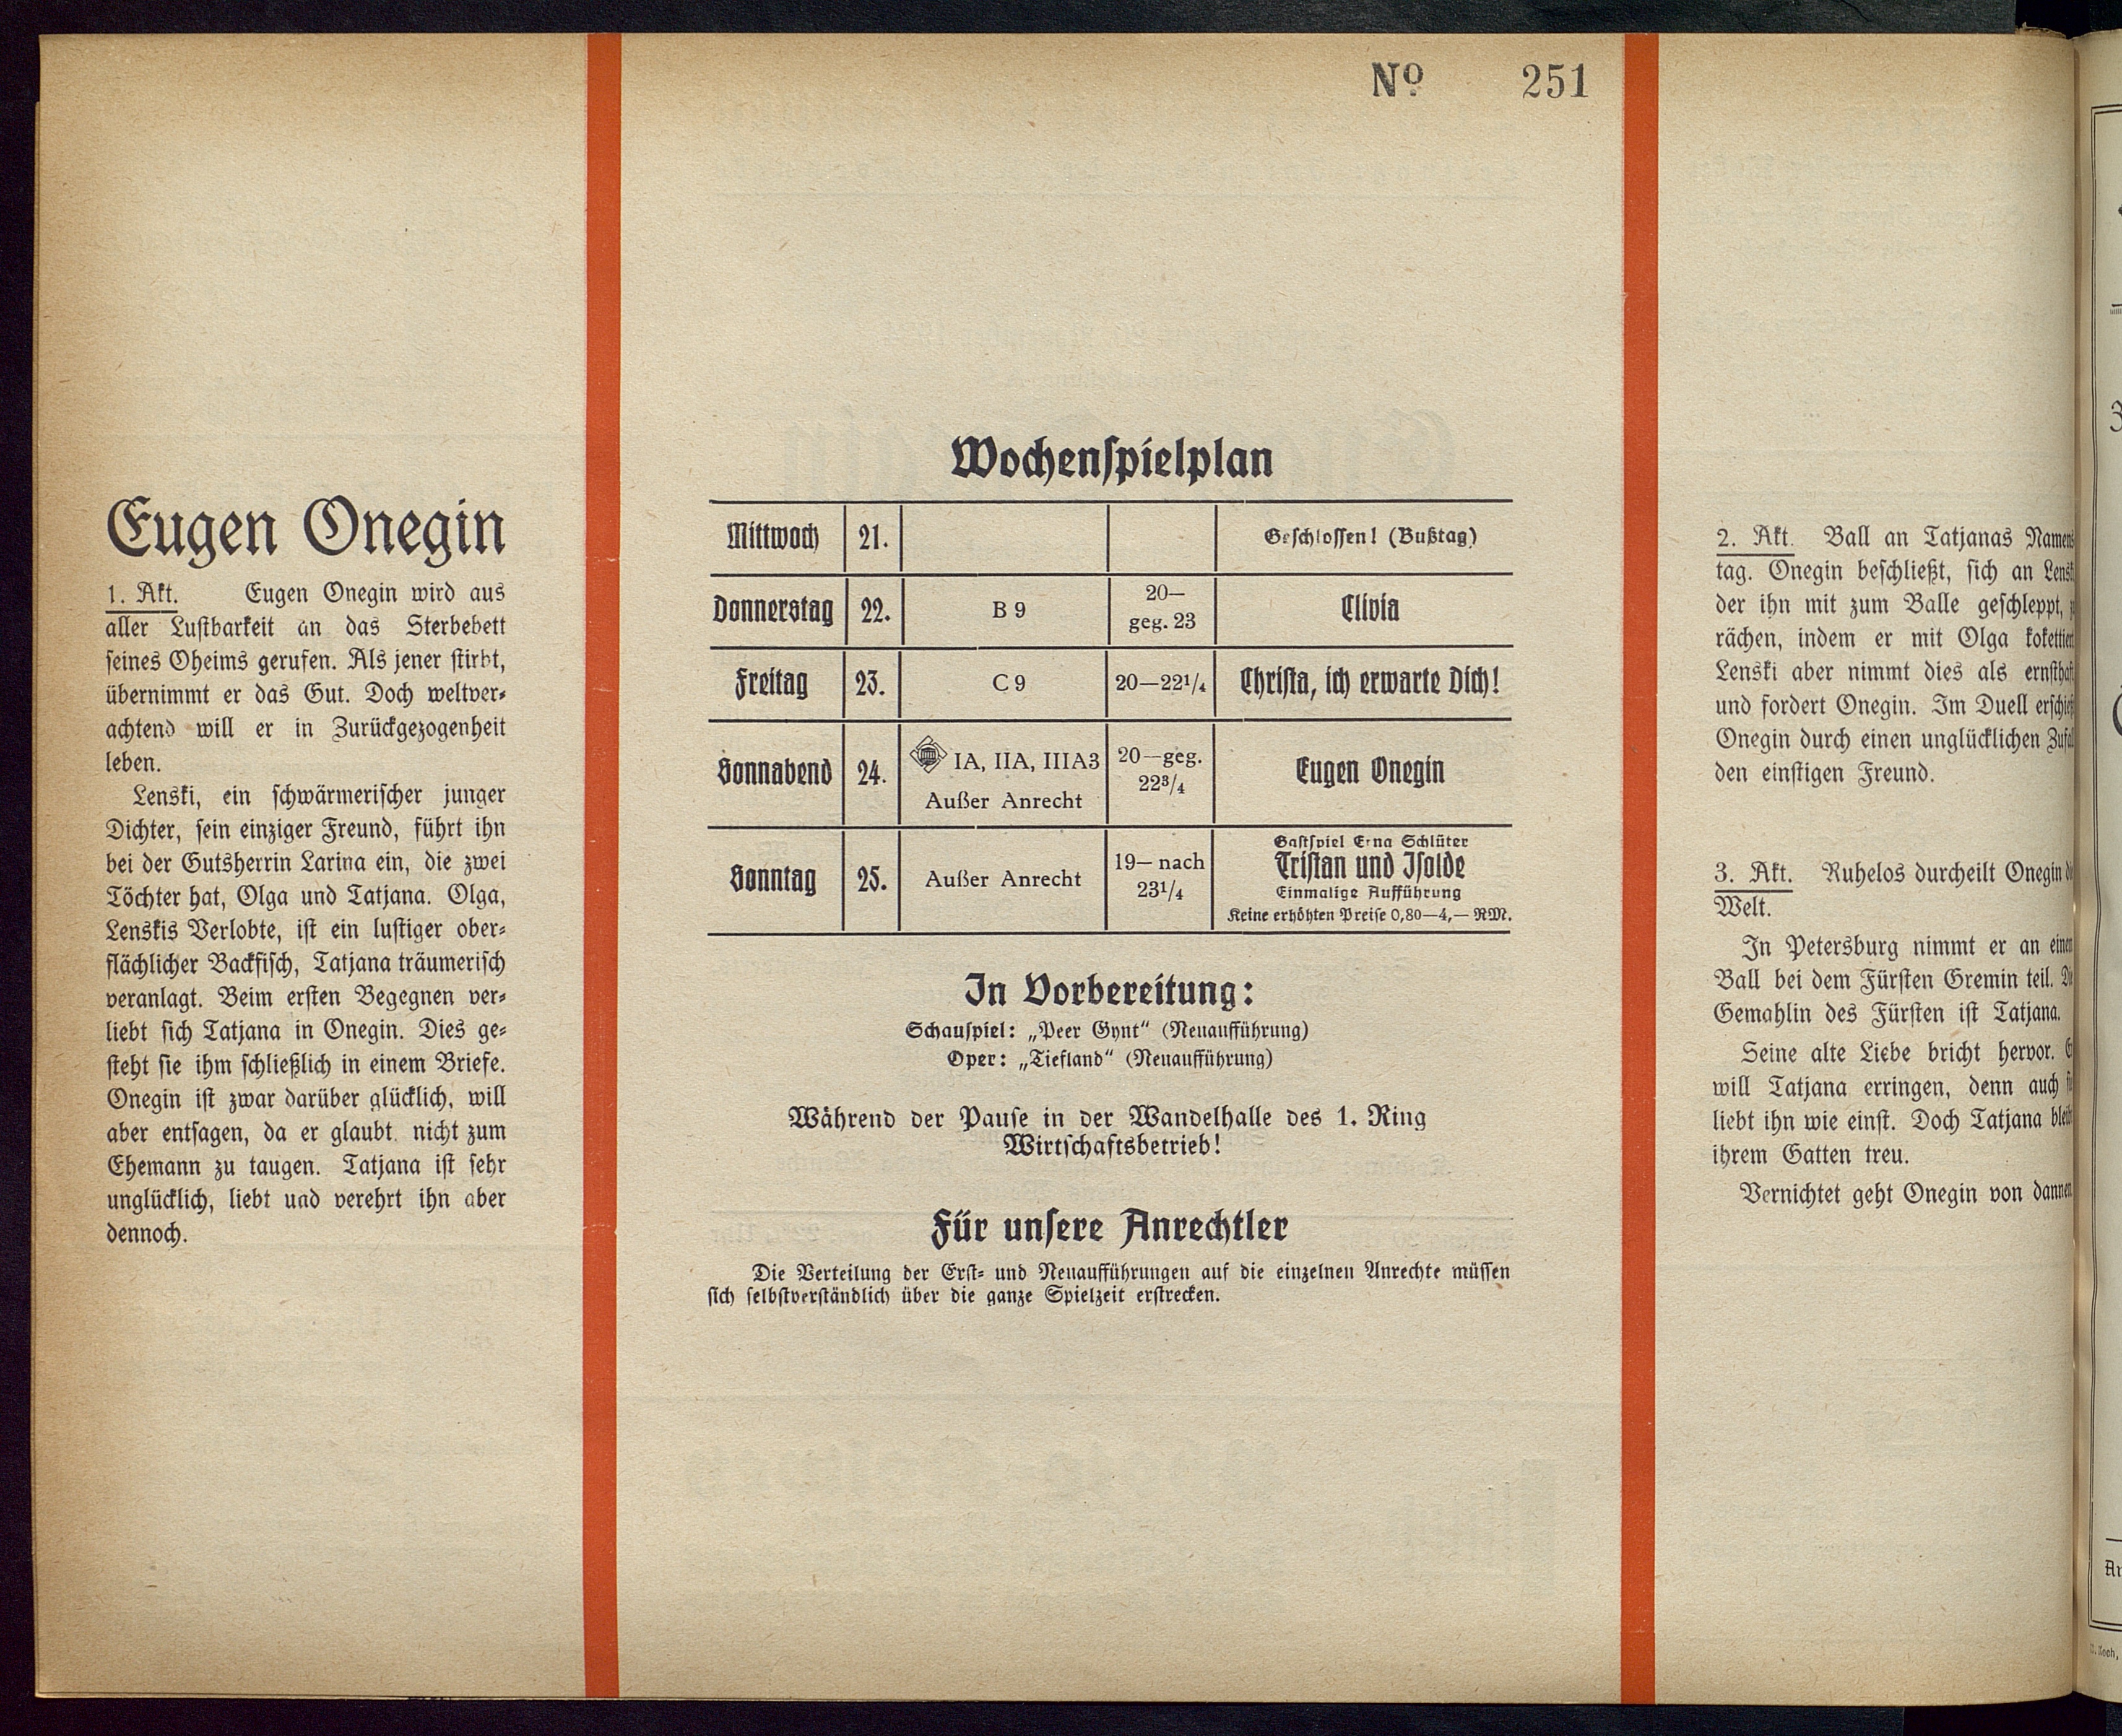 Nº 251
Eugen Onegin
1. Akt. Eugen Onegin wird aus
aller Lustbarkeit an das Sterbebett
seines Oheims gerufen. Als jener stirbt,
übernimmt er das Gut. Doch weltver-
achtend will er in Zurückgezogenheit
leben.
Lenski, ein schwärmerischer junger
Dichter, sein einziger Freund, führt ihn
bei der Gutsherrin Larina ein, die zwei
Töchter hat, Olga und Tatjana. Olga,
Lenskis Verlobte, ist ein lustiger ober-
flächlicher Backfisch, Tatjana träumerisch
veranlagt. Beim ersten Begegnen ver-
liebt sich Tatjana in Onegin. Dies ge-
steht sie ihm schließlich in einem Briefe.
Onegin ist zwar darüber glücklich, will
aber entsagen, da er glaubt nicht zum
Ehemann zu taugen. Tatjana ist sehr
unglücklich, liebt und verehrt ihn aber
dennoch.
Wochenspielplan
Mittwoch 21. Geschlossen! (Bußtag)
Donnerstag 22. B 9 20—geg. 23 Clivia
Freitag 23. C 9 20—22¹/₄ Christa, ich erwarte Dich!
Sonnabend 24. IA, IIA, IIIA3 Außer Anrecht 20—geg. 22³/₄ Eugen Onegin
Sonntag 25. Außer Anrecht 19— nach 23¹/₄ Gastspiel Erna Schlüter
Tristan und Isolde
Einmalige Aufführung
Keine erhöhten Preise 0,80—4,— RM.
In Vorbereitung:
Schauspiel: „Peer Gynt“ (Neuaufführung)
Oper: „Tiefland“ (Neuaufführung)
Während der Pause in der Wandelhalle des 1. Ring
Wirtschaftsbetrieb!
Für unsere Anrechtler
Die Verteilung der Erst- und Neuaufführungen auf die einzelnen Anrechte müssen
sich selbstverständlich über die ganze Spielzeit erstrecken.
2. Akt. Ball an Tatjanas Namens
tag. Onegin beschließt, sich an Lenski
der ihn mit zum Balle geschleppt,
rächen, indem er mit Olga kokettiert
Lenski aber nimmt dies als ernsthaft
und fordert Onegin. Im Duell erschießt
Onegin durch einen unglücklichen Zufall
den einstigen Freund.
3. Akt. Ruhelos durcheilt Onegin
Welt.
In Petersburg nimmt er an einem
Ball bei dem Fürsten Gremin teil.
Gemahlin des Fürsten ist Tatjana.
Seine alte Liebe bricht hervor.
will Tatjana erringen, denn auch
liebt ihn wie einst. Doch Tatjana bleibt
ihrem Gatten treu.
Vernichtet geht Onegin von dannen